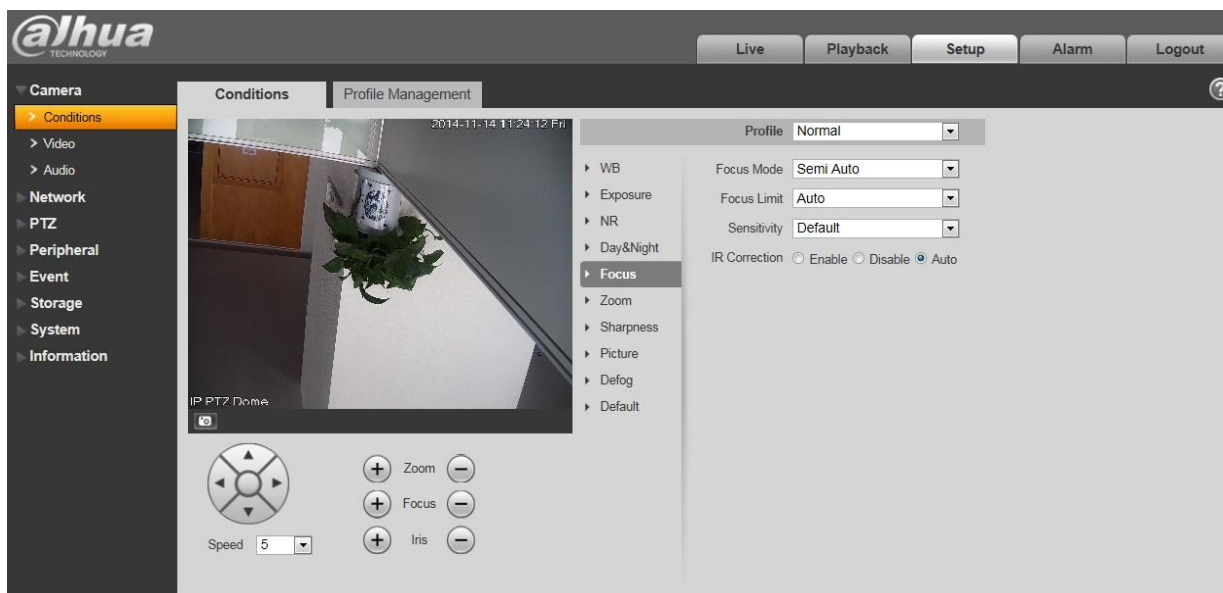 alhua
TECHNOLOGY
Live Playback Setup Alarm Logout
Camera
Conditions
Video
Audio
Network
PTZ
Peripheral
Event
Storage
System
Information
Conditions Profile Management
2014-11-14 11:24:12 Fri
IP PTZ Dome
WB
Exposure
NR
Day&Night
Focus
Zoom
Sharpness
Picture
Defog
Default
Profile Normal
Focus Mode Semi Auto
Focus Limit Auto
Sensitivity Default
IR Correction Enable Disable Auto
+ Zoom −
+ Focus −
+ Iris −
Speed 5
?